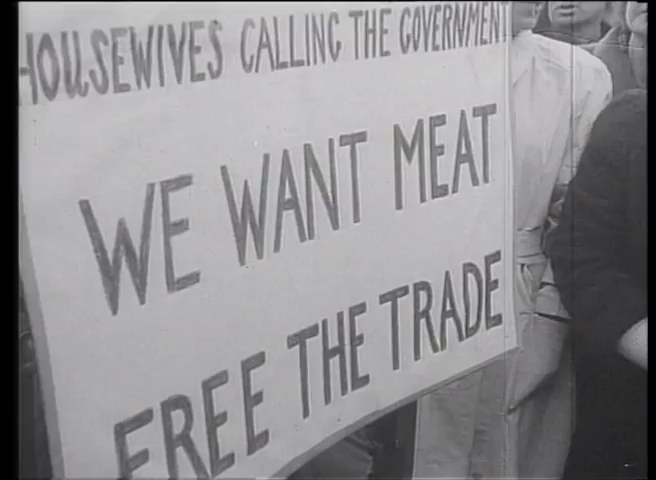 HOUSEWIVES CALLING THE GOVERNMENT
WE WANT MEAT
FREE THE TRADE